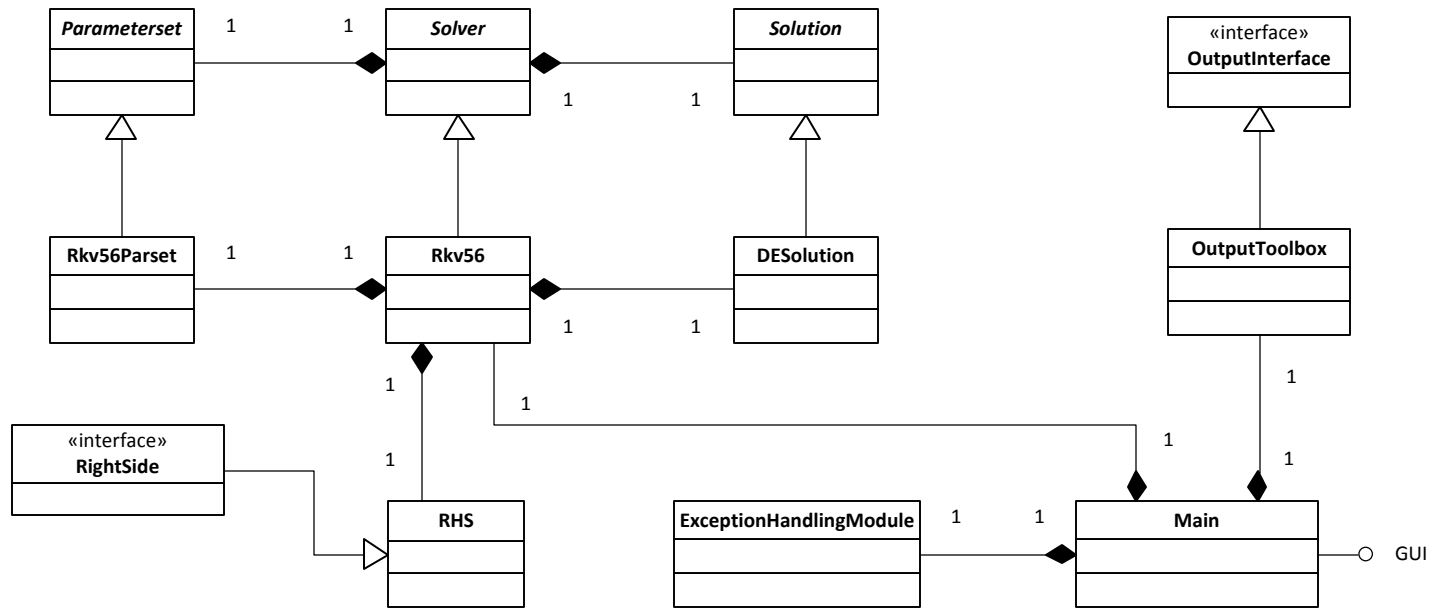 Parameterset
1
1
Solver
Solution
«interface»
OutputInterface
1
1
Rkv56Parset
1
1
Rkv56
DESolution
OutputToolbox
1
1
1
1
1
1
«interface»
RightSide
1
1
1
RHS
ExceptionHandlingModule
1
1
Main
GUI